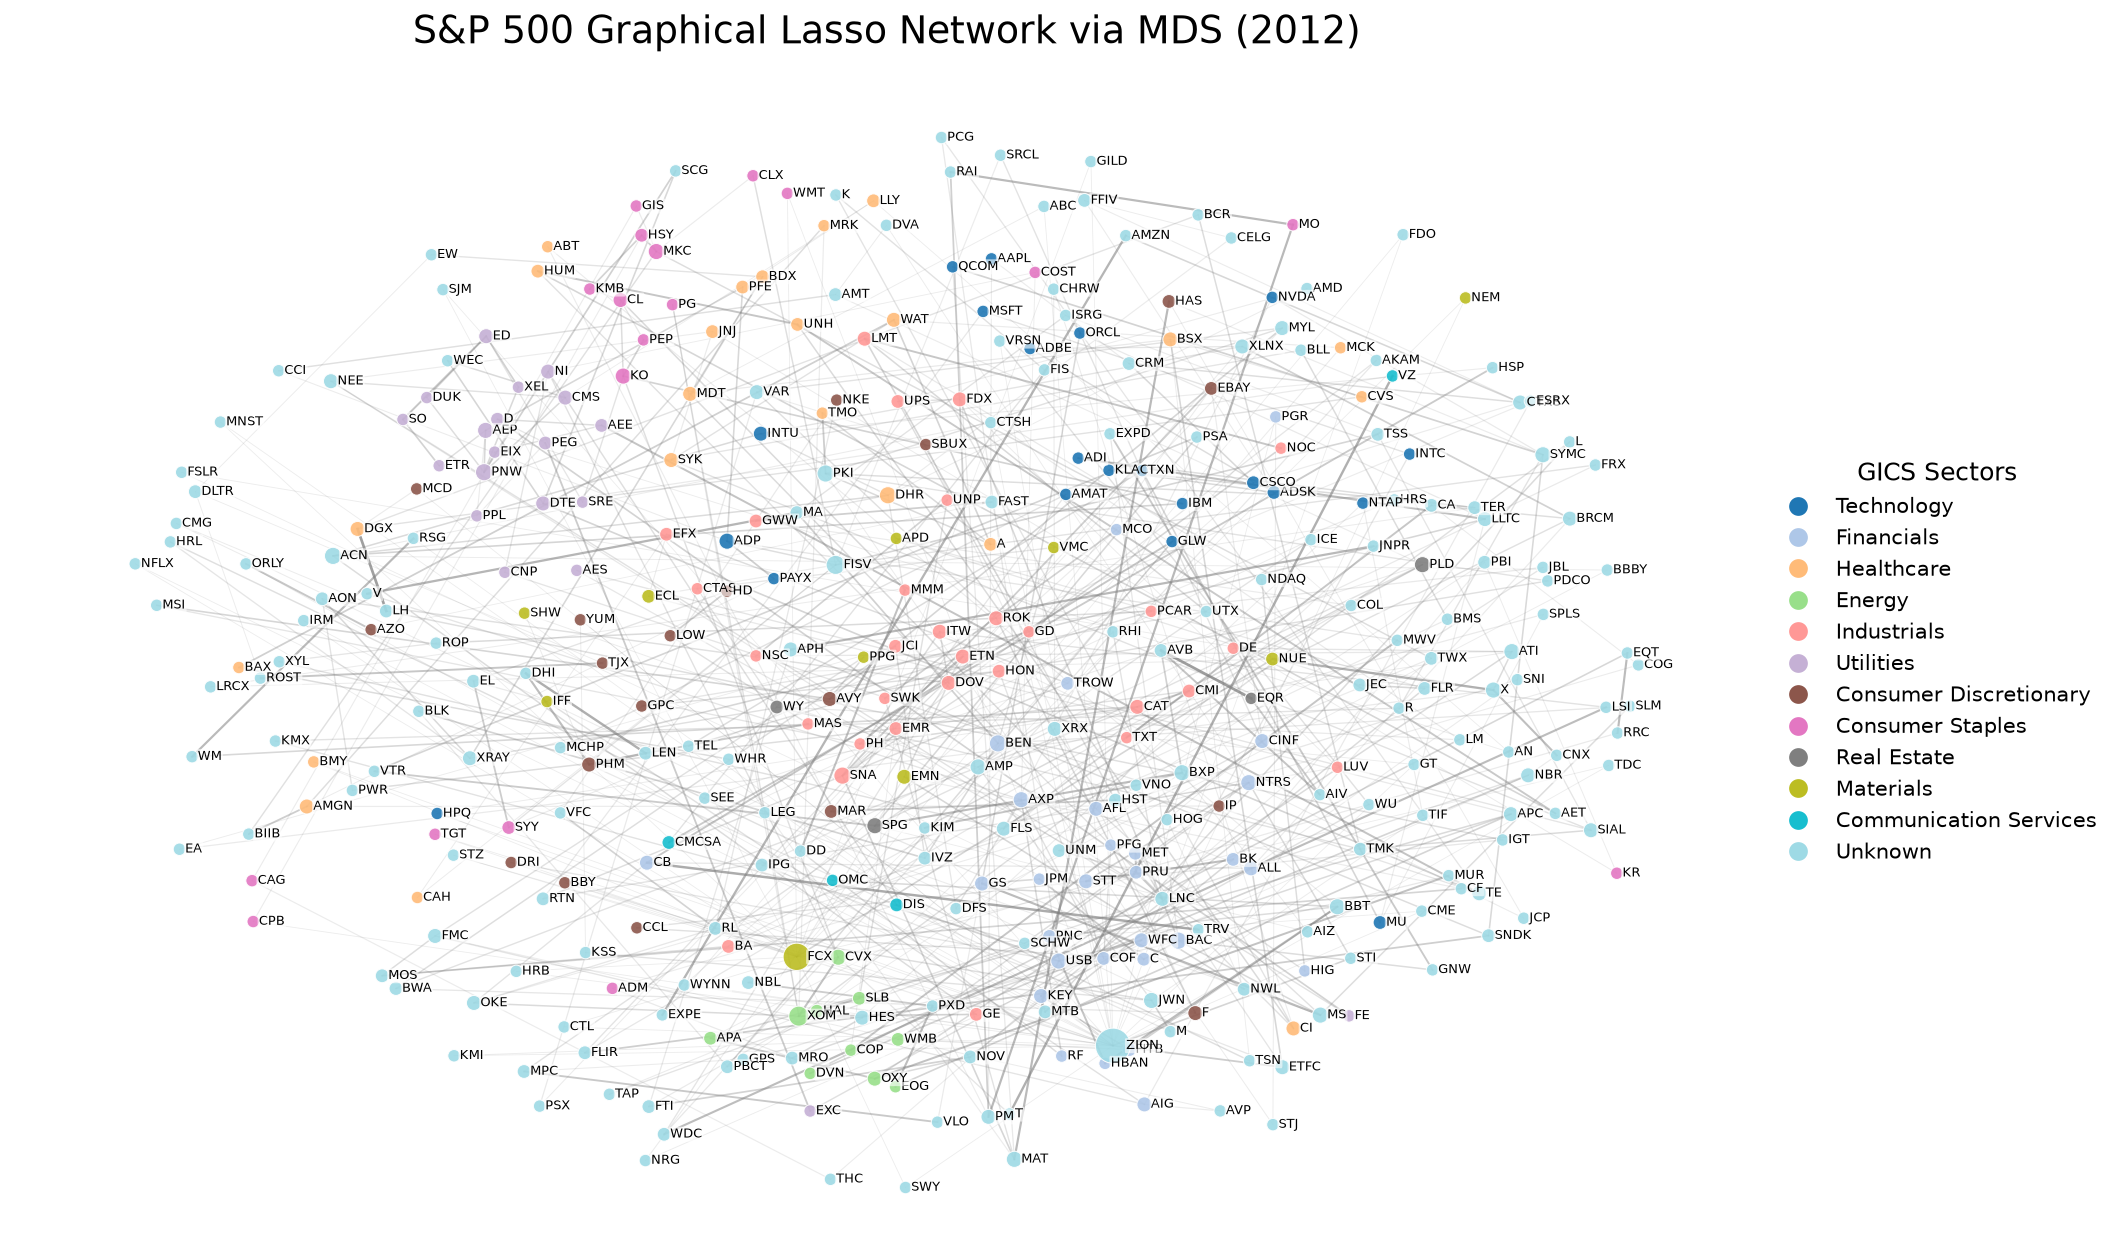 S&P 500 Graphical Lasso Network via MDS (2012)
PCG
SRCL
GILD
RAI
SCG
CLX
WMT
K
LLY
ABC
FFIV
GIS
BCR
MO
MRK
DVA
HSY
AMZN
CELG
FDO
ABT
MKC
EW
AAPL
QCOM
HUM
BDX
COST
PFE
KMB
SJM
CHRW
AMD
AMT
NVDA
NEM
CL
PG
HAS
MSFT
ISRG
WAT
UNH
MYL
JNJ
ORCL
ED
LMT
PEP
VRSN
BSX
ADBE
XLNX
MCK
BLL
WEC
AKAM
CRM
HSP
CCI
FIS
NI
KO
VZ
NEE
XEL
EBAY
VAR
MDT
DUK
CMS
CVS
NKE
UPS
FDX
ESRX
TMO
PGR
SO
D
MNST
CTSH
AEE
AEP
INTU
EXPD
PSA
TSS
PEG
L
SBUX
NOC
EIX
INTC
SYMC
ADI
SYK
ETR
FRX
KLAC
TXN
FSLR
PNW
PKI
CSCO
MCD
DLTR
ADSK
AMAT
DHR
UNP
HRS
DTE
SRE
FAST
IBM
NTAP
CA
TER
MA
PPL
LLTC
BRCM
GWW
CMG
DGX
MCO
EFX
RSG
APD
ICE
HRL
ADP
GLW
A
VMC
JNPR
ACN
PBI
NFLX
ORLY
FISV
PLD
JBL
BBBY
CNP
AES
PAYX
NDAQ
PDCO
CTAS
HD
MMM
V
ECL
AON
MSI
COL
LH
SHW
PCAR
UTX
SPLS
IRM
YUM
ROK
BMS
AZO
ITW
GD
RHI
LOW
ROP
MWV
JCI
APH
DE
AVB
ATI
EQT
NSC
PPG
ETN
NUE
TWX
XYL
TJX
COG
BAX
HON
DHI
ROST
EL
DOV
TROW
JEC
SNI
LRCX
CMI
FLR
X
SWK
AVY
EQR
IFF
GPC
WY
CAT
R
LSI
SLM
BLK
MAS
EMR
XRX
RRC
TXT
KMX
PH
BEN
CINF
LM
TEL
MCHP
LEN
AN
CNX
WM
XRAY
WHR
BMY
PHM
AMP
GT
TDC
LUV
VTR
BXP
SNA
EMN
NBR
NTRS
VNO
PWR
AIV
SEE
AXP
HST
WU
AMGN
IP
AFL
MAR
HPQ
VFC
LEG
APC
AET
TIF
HOG
SPG
SYY
KIM
FLS
SIAL
TGT
BIIB
IGT
CMCSA
PFG
EA
DD
UNM
TMK
MET
STZ
IVZ
BK
DRI
CB
IPG
ALL
PRU
KR
MUR
CAG
BBY
OMC
GS
JPM
STT
CF
TE
CAH
RTN
LNC
DIS
DFS
BBT
CME
CPB
JCP
MU
CCL
RL
TRV
AIZ
FMC
SNDK
PNC
SCHW
WFC
BAC
BA
KSS
FCX
CVX
USB
COF
C
STI
HRB
HIG
GNW
MOS
WYNN
NBL
BWA
ADM
NWL
KEY
SLB
OKE
JWN
PXD
HAL
MTB
F
GE
MS
FE
EXPE
XOM
HES
CTL
M
CI
APA
WMB
ZION
COP
FLIR
KMI
RF
MRO
GPS
NOV
TSN
HBAN
PBCT
ETFC
MPC
DVN
OXY
EOG
TAP
PSX
FTI
AIG
EXC
AVP
PM
T
VLO
STJ
WDC
NRG
MAT
THC
SWY
GICS Sectors
Technology
Financials
Healthcare
Energy
Industrials
Utilities
Consumer Discretionary
Consumer Staples
Real Estate
Materials
Communication Services
Unknown